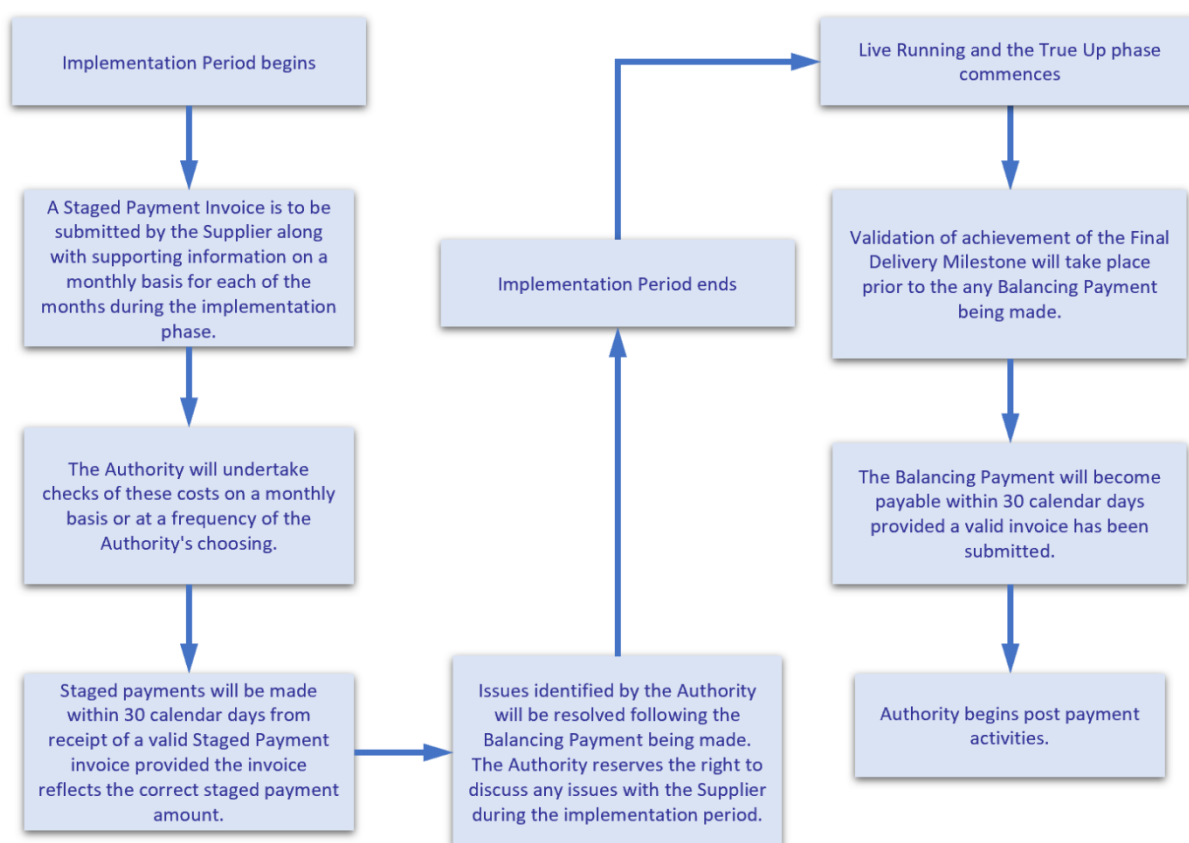 Implementation Period begins
A Staged Payment Invoice is to be
submitted by the Supplier along
with supporting information on a
monthly basis for each of the
months during the implementation
phase.
The Authority will undertake
checks of these costs on a monthly
basis or at a frequency of the
Authority's choosing.
Staged payments will be made
within 30 calendar days from
receipt of a valid Staged Payment
invoice provided the invoice
reflects the correct staged payment
amount.
Issues identified by the Authority
will be resolved following the
Balancing Payment being made.
The Authority reserves the right to
discuss any issues with the Supplier
during the implementation period.
Implementation Period ends
Live Running and the True Up phase
commences
Validation of achievement of the Final
Delivery Milestone will take place
prior to the any Balancing Payment
being made.
The Balancing Payment will become
payable within 30 calendar days
provided a valid invoice has been
submitted.
Authority begins post payment
activities.